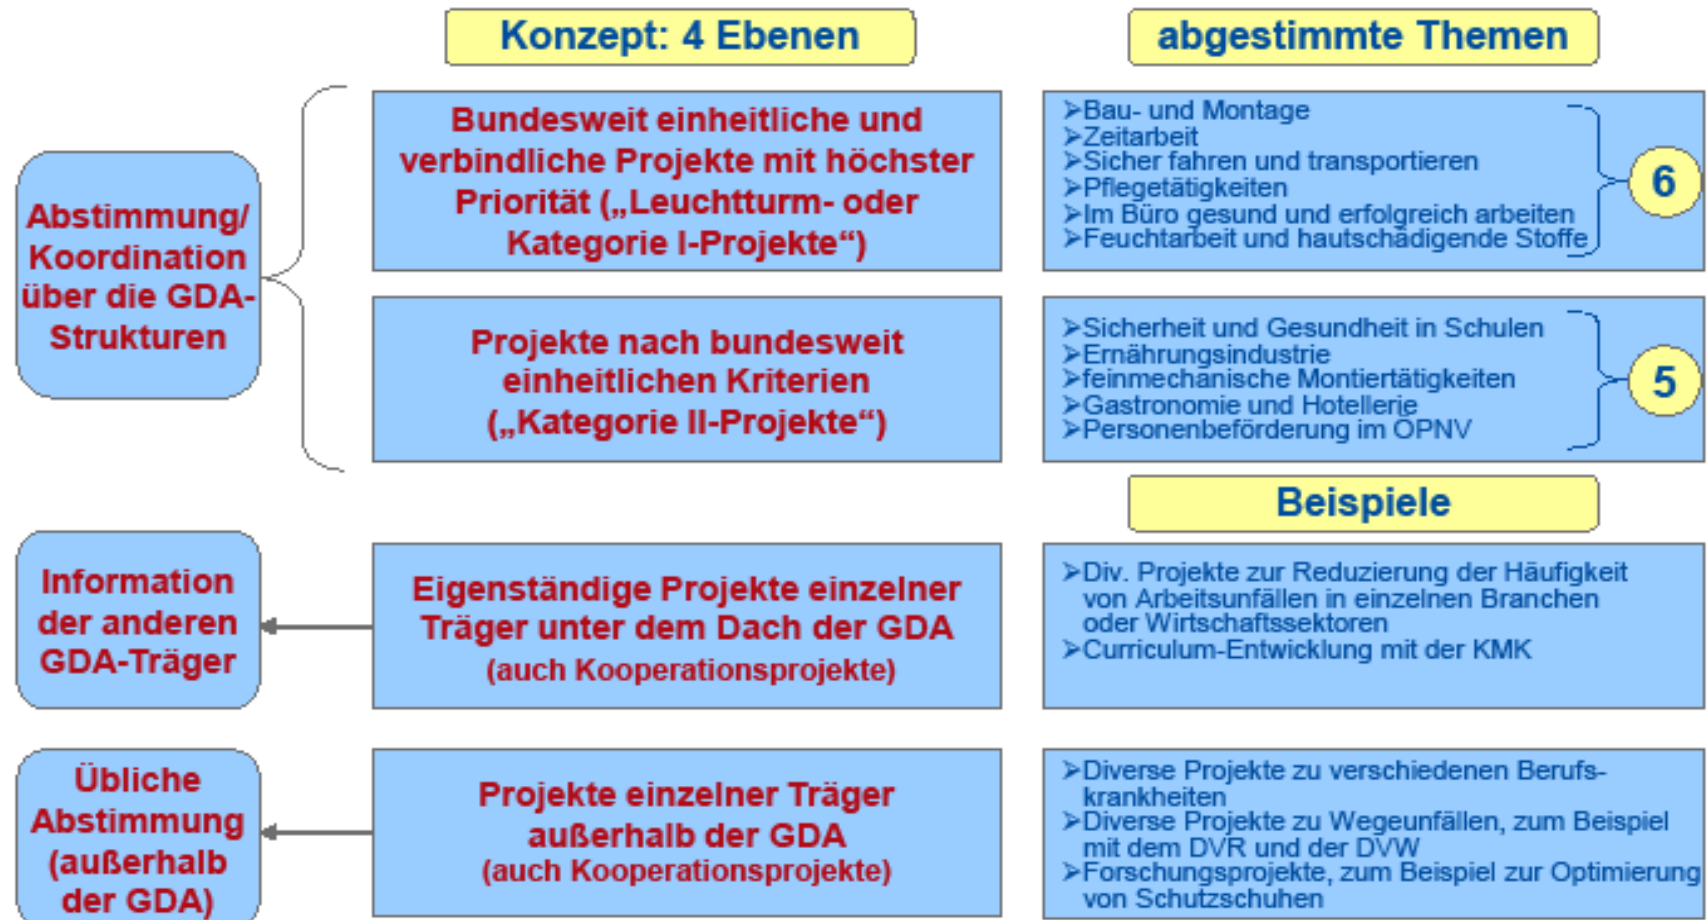 Konzept: 4 Ebenen
abgestimmte Themen
Abstimmung/
Koordination
über die GDA-
Strukturen
Bundesweit einheitliche und
verbindliche Projekte mit höchster
Priorität („Leuchtturm- oder
Kategorie I-Projekte“)
➢Bau- und Montage
➢Zeitarbeit
➢Sicher fahren und transportieren
➢Pflegetätigkeiten
➢Im Büro gesund und erfolgreich arbeiten
➢Feuchtarbeit und hautschädigende Stoffe
6
Projekte nach bundesweit
einheitlichen Kriterien
(„Kategorie II-Projekte“)
➢Sicherheit und Gesundheit in Schulen
➢Ernährungsindustrie
➢feinmechanische Montiertätigkeiten
➢Gastronomie und Hotellerie
➢Personenbeförderung im ÖPNV
5
Beispiele
Information
der anderen
GDA-Träger
Eigenständige Projekte einzelner
Träger unter dem Dach der GDA
(auch Kooperationsprojekte)
➢Div. Projekte zur Reduzierung der Häufigkeit
von Arbeitsunfällen in einzelnen Branchen
oder Wirtschaftssektoren
➢Curriculum-Entwicklung mit der KMK
Übliche
Abstimmung
(außerhalb
der GDA)
Projekte einzelner Träger
außerhalb der GDA
(auch Kooperationsprojekte)
➢Diverse Projekte zu verschiedenen Berufs-
krankheiten
➢Diverse Projekte zu Wegeunfällen, zum Beispiel
mit dem DVR und der DVW
➢Forschungsprojekte, zum Beispiel zur Optimierung
von Schutzschuhen